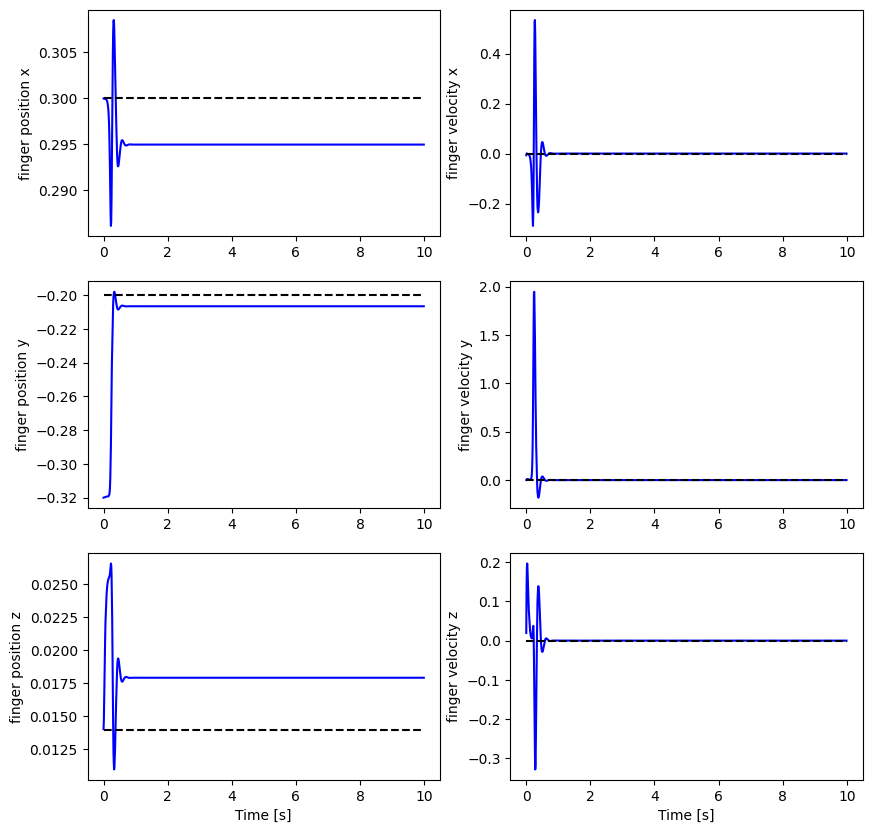 finger position x
0.305
0.300
0.295
0.290
0 2 4 6 8 10
finger velocity x
0.4
0.2
0.0
−0.2
0 2 4 6 8 10
finger position y
−0.20
−0.22
−0.24
−0.26
−0.28
−0.30
−0.32
0 2 4 6 8 10
finger velocity y
2.0
1.5
1.0
0.5
0.0
0 2 4 6 8 10
finger position z
0.0250
0.0225
0.0200
0.0175
0.0150
0.0125
0 2 4 6 8 10
Time [s]
finger velocity z
0.2
0.1
0.0
−0.1
−0.2
−0.3
0 2 4 6 8 10
Time [s]